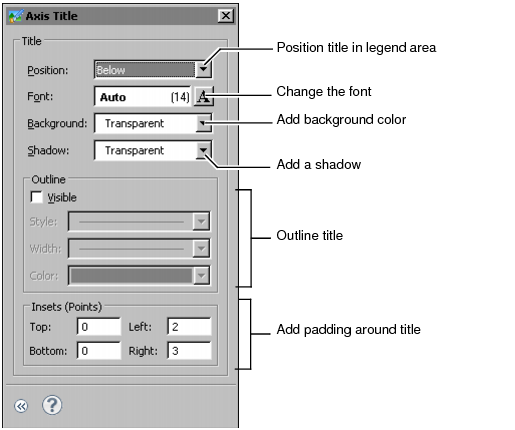 Axis Title
Title
Position: Below
Position title in legend area
Font: Auto (14) A
Change the font
Background: Transparent
Add background color
Shadow: Transparent
Add a shadow
Outline
Visible
Style:
Width:
Outline title
Color:
Insets (Points)
Top: 0 Left: 2
Add padding around title
Bottom: 0 Right: 3
?